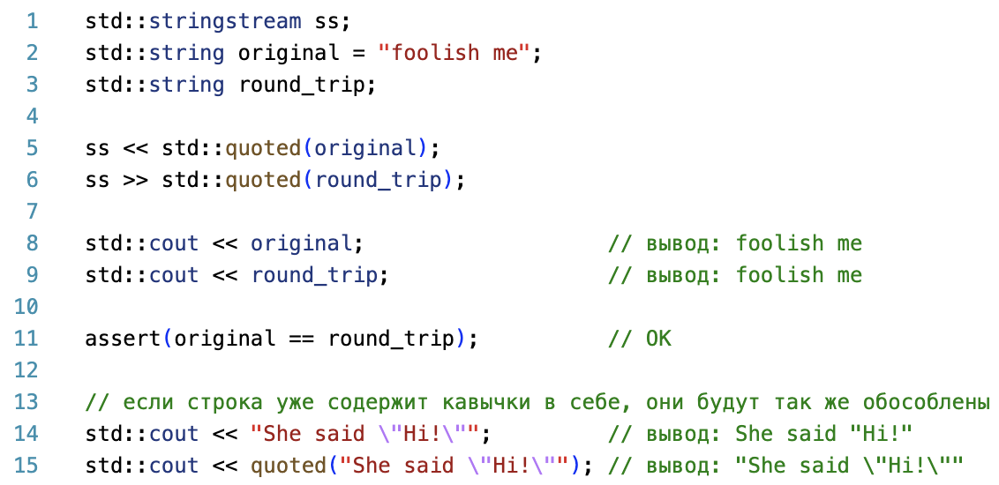 1 std::stringstream ss;
2 std::string original = "foolish me";
3 std::string round_trip;
4
5 ss << std::quoted(original);
6 ss >> std::quoted(round_trip);
7
8 std::cout << original; // вывод: foolish me
9 std::cout << round_trip; // вывод: foolish me
10
11 assert(original == round_trip); // OK
12
13 // если строка уже содержит кавычки в себе, они будут так же обособлены
14 std::cout << "She said \"Hi!\""; // вывод: She said "Hi!"
15 std::cout << quoted("She said \"Hi!\""); // вывод: "She said \"Hi!\""